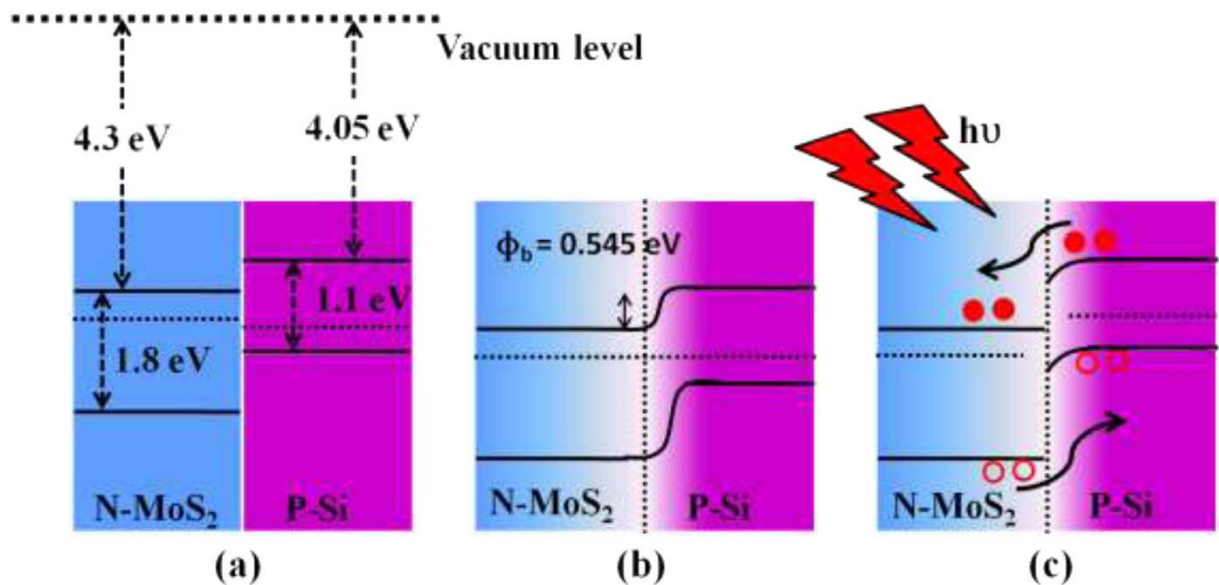 Vacuum level
4.3 eV
4.05 eV
hυ
ϕb = 0.545 eV
1.1 eV
1.8 eV
N-MoS₂
P-Si
N-MoS₂
P-Si
N-MoS₂
P-Si
(a)
(b)
(c)